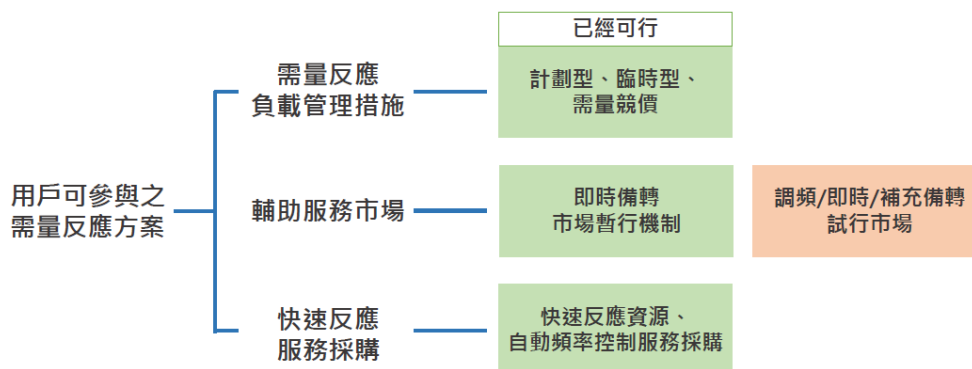 已經可行
需量反應
負載管理措施
計劃型、臨時型、
需量競價
用戶可參與之
需量反應方案
輔助服務市場
即時備轉
市場暫行機制
調頻/即時/補充備轉
試行市場
快速反應
服務採購
快速反應資源、
自動頻率控制服務採購